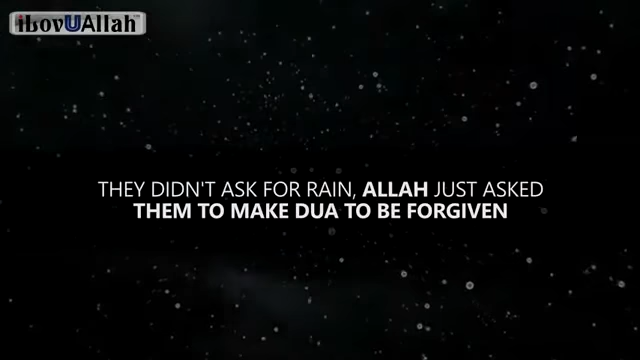 iLovUAllah
THEY DIDN'T ASK FOR RAIN, ALLAH JUST ASKED
THEM TO MAKE DUA TO BE FORGIVEN